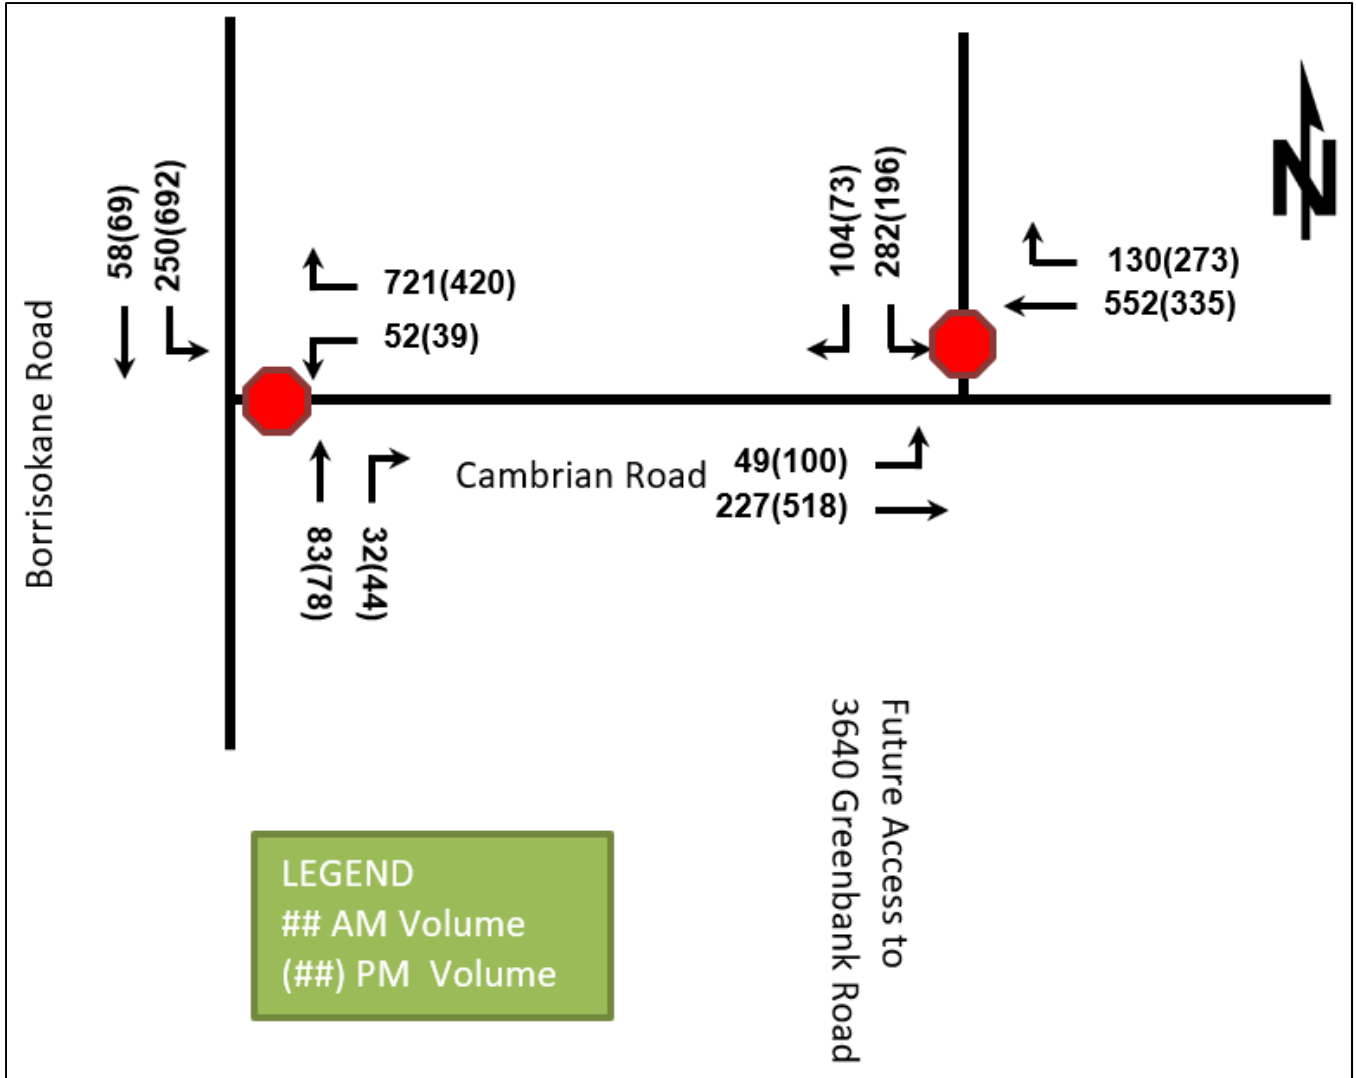 58(69)
250(692)
721(420)
52(39)
104(73)
282(196)
130(273)
552(335)
N
Borrisokane Road
Cambrian Road
49(100)
227(518)
83(78)
32(44)
Future Access to
3640 Greenbank Road
LEGEND
## AM Volume
(##) PM  Volume